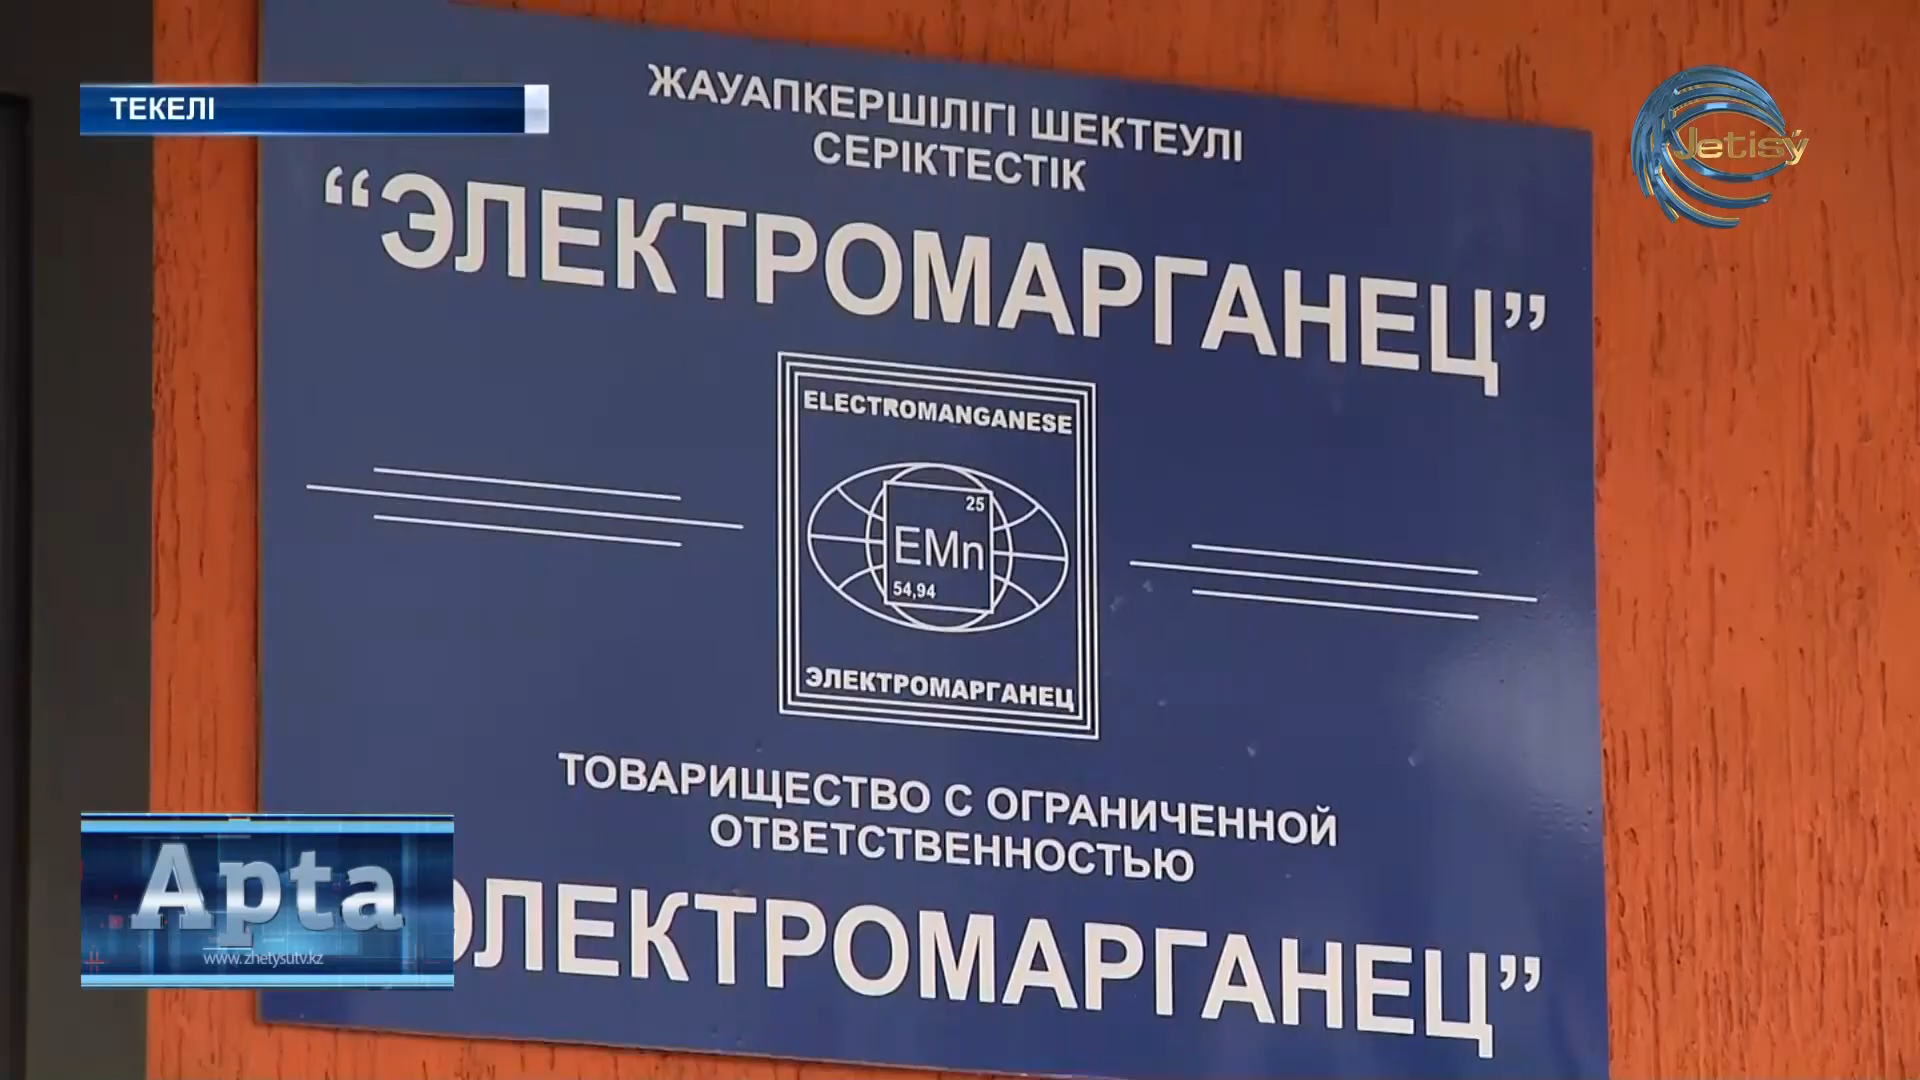 ТЕКЕЛІ
Jetisý
ЖАУАПКЕРШІЛІГІ ШЕКТЕУЛІ
СЕРІКТЕСТІК
“ЭЛЕКТРОМАРГАНЕЦ”
ELECTROMANGANESE
25
EMn
54,94
ЭЛЕКТРОМАРГАНЕЦ
ТОВАРИЩЕСТВО С ОГРАНИЧЕННОЙ
ОТВЕТСТВЕННОСТЬЮ
ЭЛЕКТРОМАРГАНЕЦ”
Apta
www.zhetysutv.kz